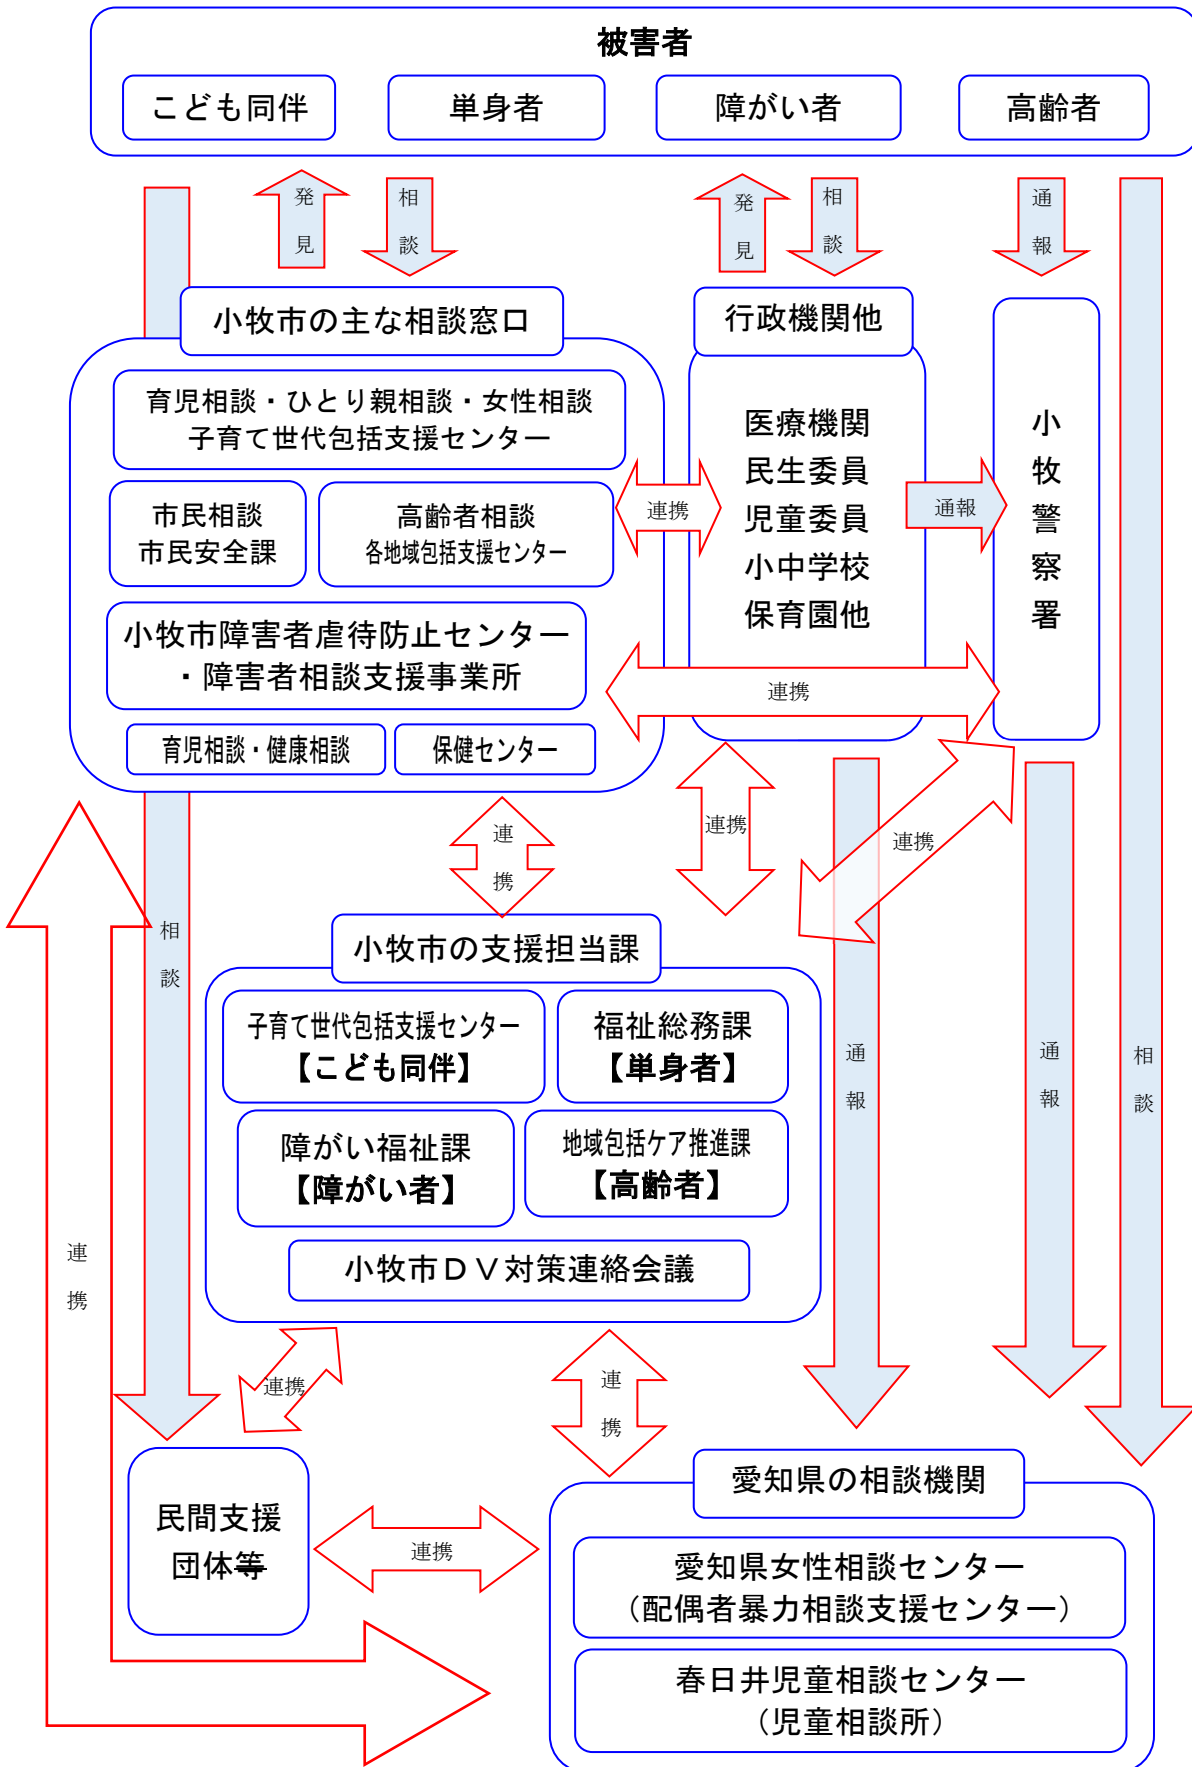 被害者
こども同伴
単身者
障がい者
高齢者
発見
相談
発見
相談
通報
小牧市の主な相談窓口
育児相談・ひとり親相談・女性相談
子育て世代包括支援センター
市民相談
市民安全課
高齢者相談
各地域包括支援センター
小牧市障害者虐待防止センター
・障害者相談支援事業所
育児相談・健康相談
保健センター
行政機関他
医療機関
民生委員
児童委員
小中学校
保育園他
小牧警察署
連携
通報
連携
連携
連携
連携
相談
通報
通報
相談
連携
小牧市の支援担当課
子育て世代包括支援センター
【こども同伴】
福祉総務課
【単身者】
障がい福祉課
【障がい者】
地域包括ケア推進課
【高齢者】
小牧市DV対策連絡会議
連携
連携
民間支援
団体等
連携
愛知県の相談機関
愛知県女性相談センター
(配偶者暴力相談支援センター)
春日井児童相談センター
(児童相談所)